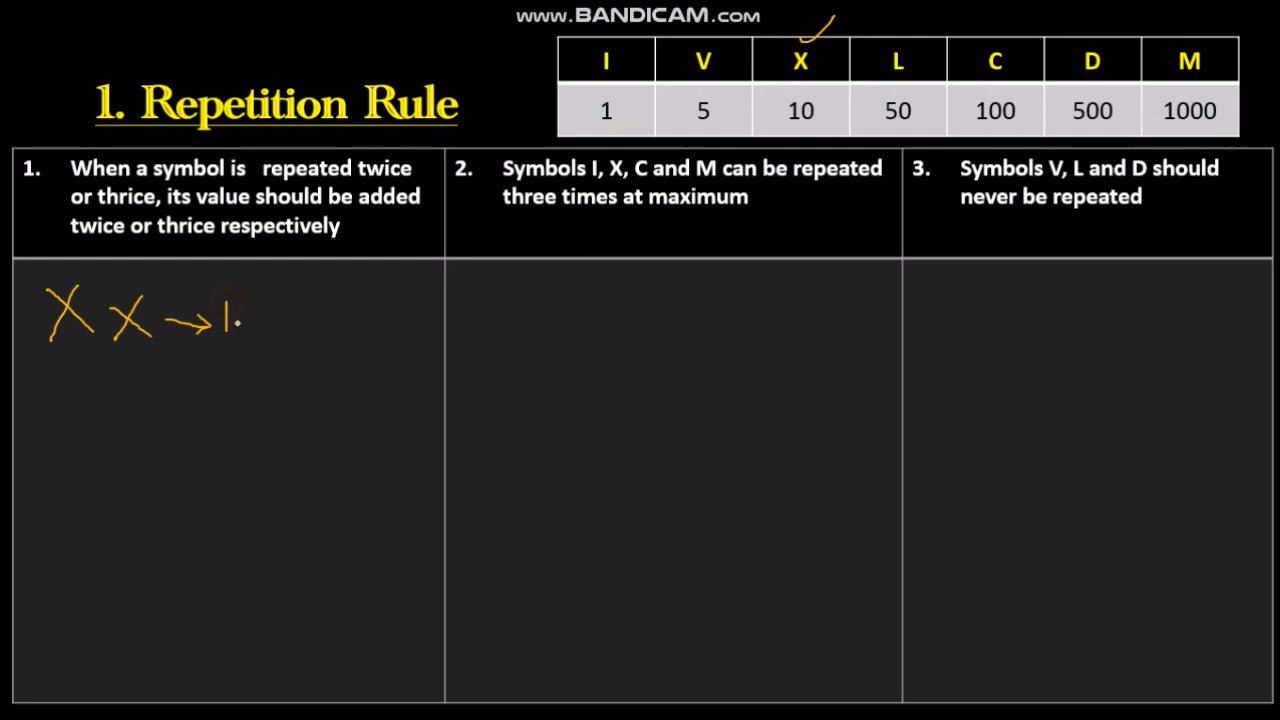 www.BANDICAM.com
I V X L C D M
1 5 10 50 100 500 1000
1. Repetition Rule
1. When a symbol is repeated twice
or thrice, its value should be added
twice or thrice respectively
2. Symbols I, X, C and M can be repeated
three times at maximum
3. Symbols V, L and D should
never be repeated
X X → 1